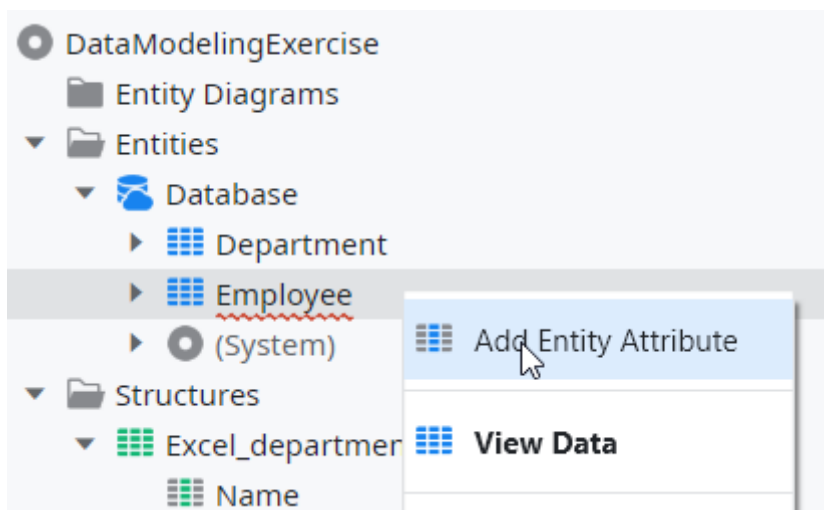 DataModelingExercise
Entity Diagrams
Entities
Database
Department
Employee
(System)
Add Entity Attribute
Structures
Excel_departmen
View Data
Name